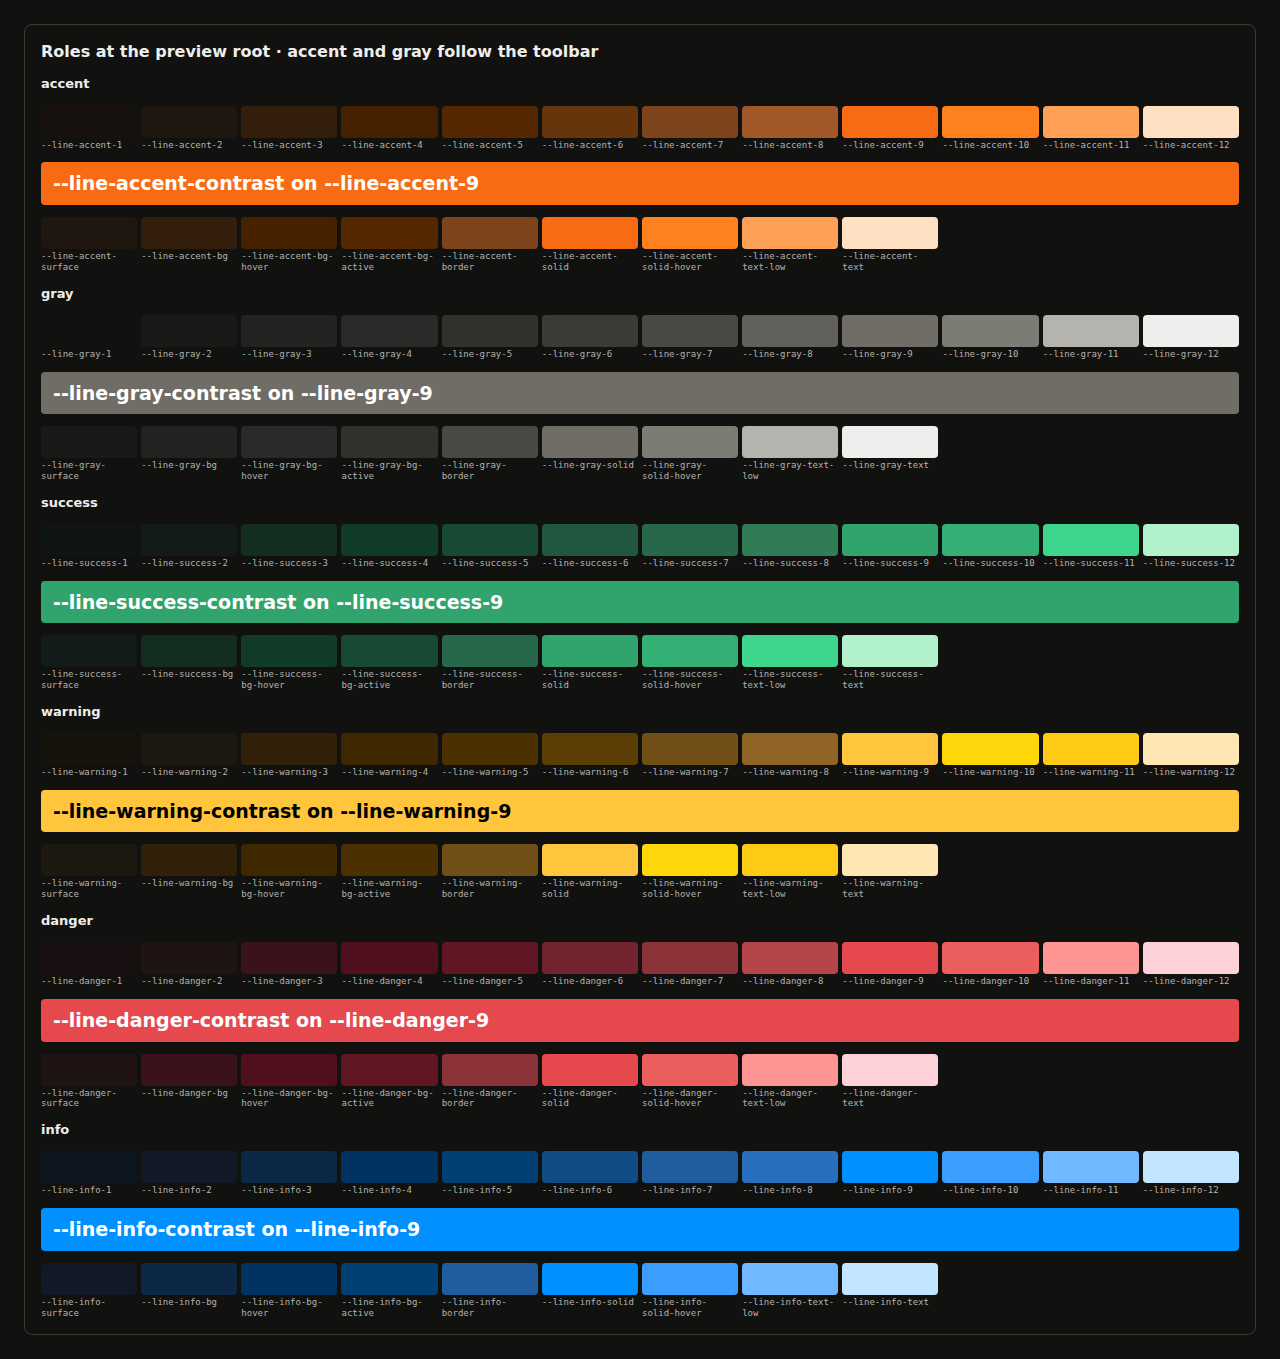 Roles at the preview root · accent and gray follow the toolbar
accent
--line-accent-1 --line-accent-2 --line-accent-3 --line-accent-4 --line-accent-5 --line-accent-6 --line-accent-7 --line-accent-8 --line-accent-9 --line-accent-10 --line-accent-11 --line-accent-12
--line-accent-contrast on --line-accent-9
--line-accent- --line-accent-bg --line-accent-bg- --line-accent-bg- --line-accent- --line-accent- --line-accent- --line-accent- --line-accent-
surface hover active border solid solid-hover text-low text
gray
--line-gray-1 --line-gray-2 --line-gray-3 --line-gray-4 --line-gray-5 --line-gray-6 --line-gray-7 --line-gray-8 --line-gray-9 --line-gray-10 --line-gray-11 --line-gray-12
--line-gray-contrast on --line-gray-9
--line-gray- --line-gray-bg --line-gray-bg- --line-gray-bg- --line-gray- --line-gray-solid --line-gray- --line-gray-text- --line-gray-text
surface hover active border solid-hover low
success
--line-success-1 --line-success-2 --line-success-3 --line-success-4 --line-success-5 --line-success-6 --line-success-7 --line-success-8 --line-success-9 --line-success-10 --line-success-11 --line-success-12
--line-success-contrast on --line-success-9
--line-success- --line-success-bg --line-success- --line-success- --line-success- --line-success- --line-success- --line-success- --line-success-
surface bg-hover bg-active border solid solid-hover text-low text
warning
--line-warning-1 --line-warning-2 --line-warning-3 --line-warning-4 --line-warning-5 --line-warning-6 --line-warning-7 --line-warning-8 --line-warning-9 --line-warning-10 --line-warning-11 --line-warning-12
--line-warning-contrast on --line-warning-9
--line-warning- --line-warning-bg --line-warning- --line-warning- --line-warning- --line-warning- --line-warning- --line-warning- --line-warning-
surface bg-hover bg-active border solid solid-hover text-low text
danger
--line-danger-1 --line-danger-2 --line-danger-3 --line-danger-4 --line-danger-5 --line-danger-6 --line-danger-7 --line-danger-8 --line-danger-9 --line-danger-10 --line-danger-11 --line-danger-12
--line-danger-contrast on --line-danger-9
--line-danger- --line-danger-bg --line-danger-bg- --line-danger-bg- --line-danger- --line-danger- --line-danger- --line-danger- --line-danger-
surface hover active border solid solid-hover text-low text
info
--line-info-1 --line-info-2 --line-info-3 --line-info-4 --line-info-5 --line-info-6 --line-info-7 --line-info-8 --line-info-9 --line-info-10 --line-info-11 --line-info-12
--line-info-contrast on --line-info-9
--line-info- --line-info-bg --line-info-bg- --line-info-bg- --line-info- --line-info-solid --line-info- --line-info-text- --line-info-text
surface hover active border solid-hover low